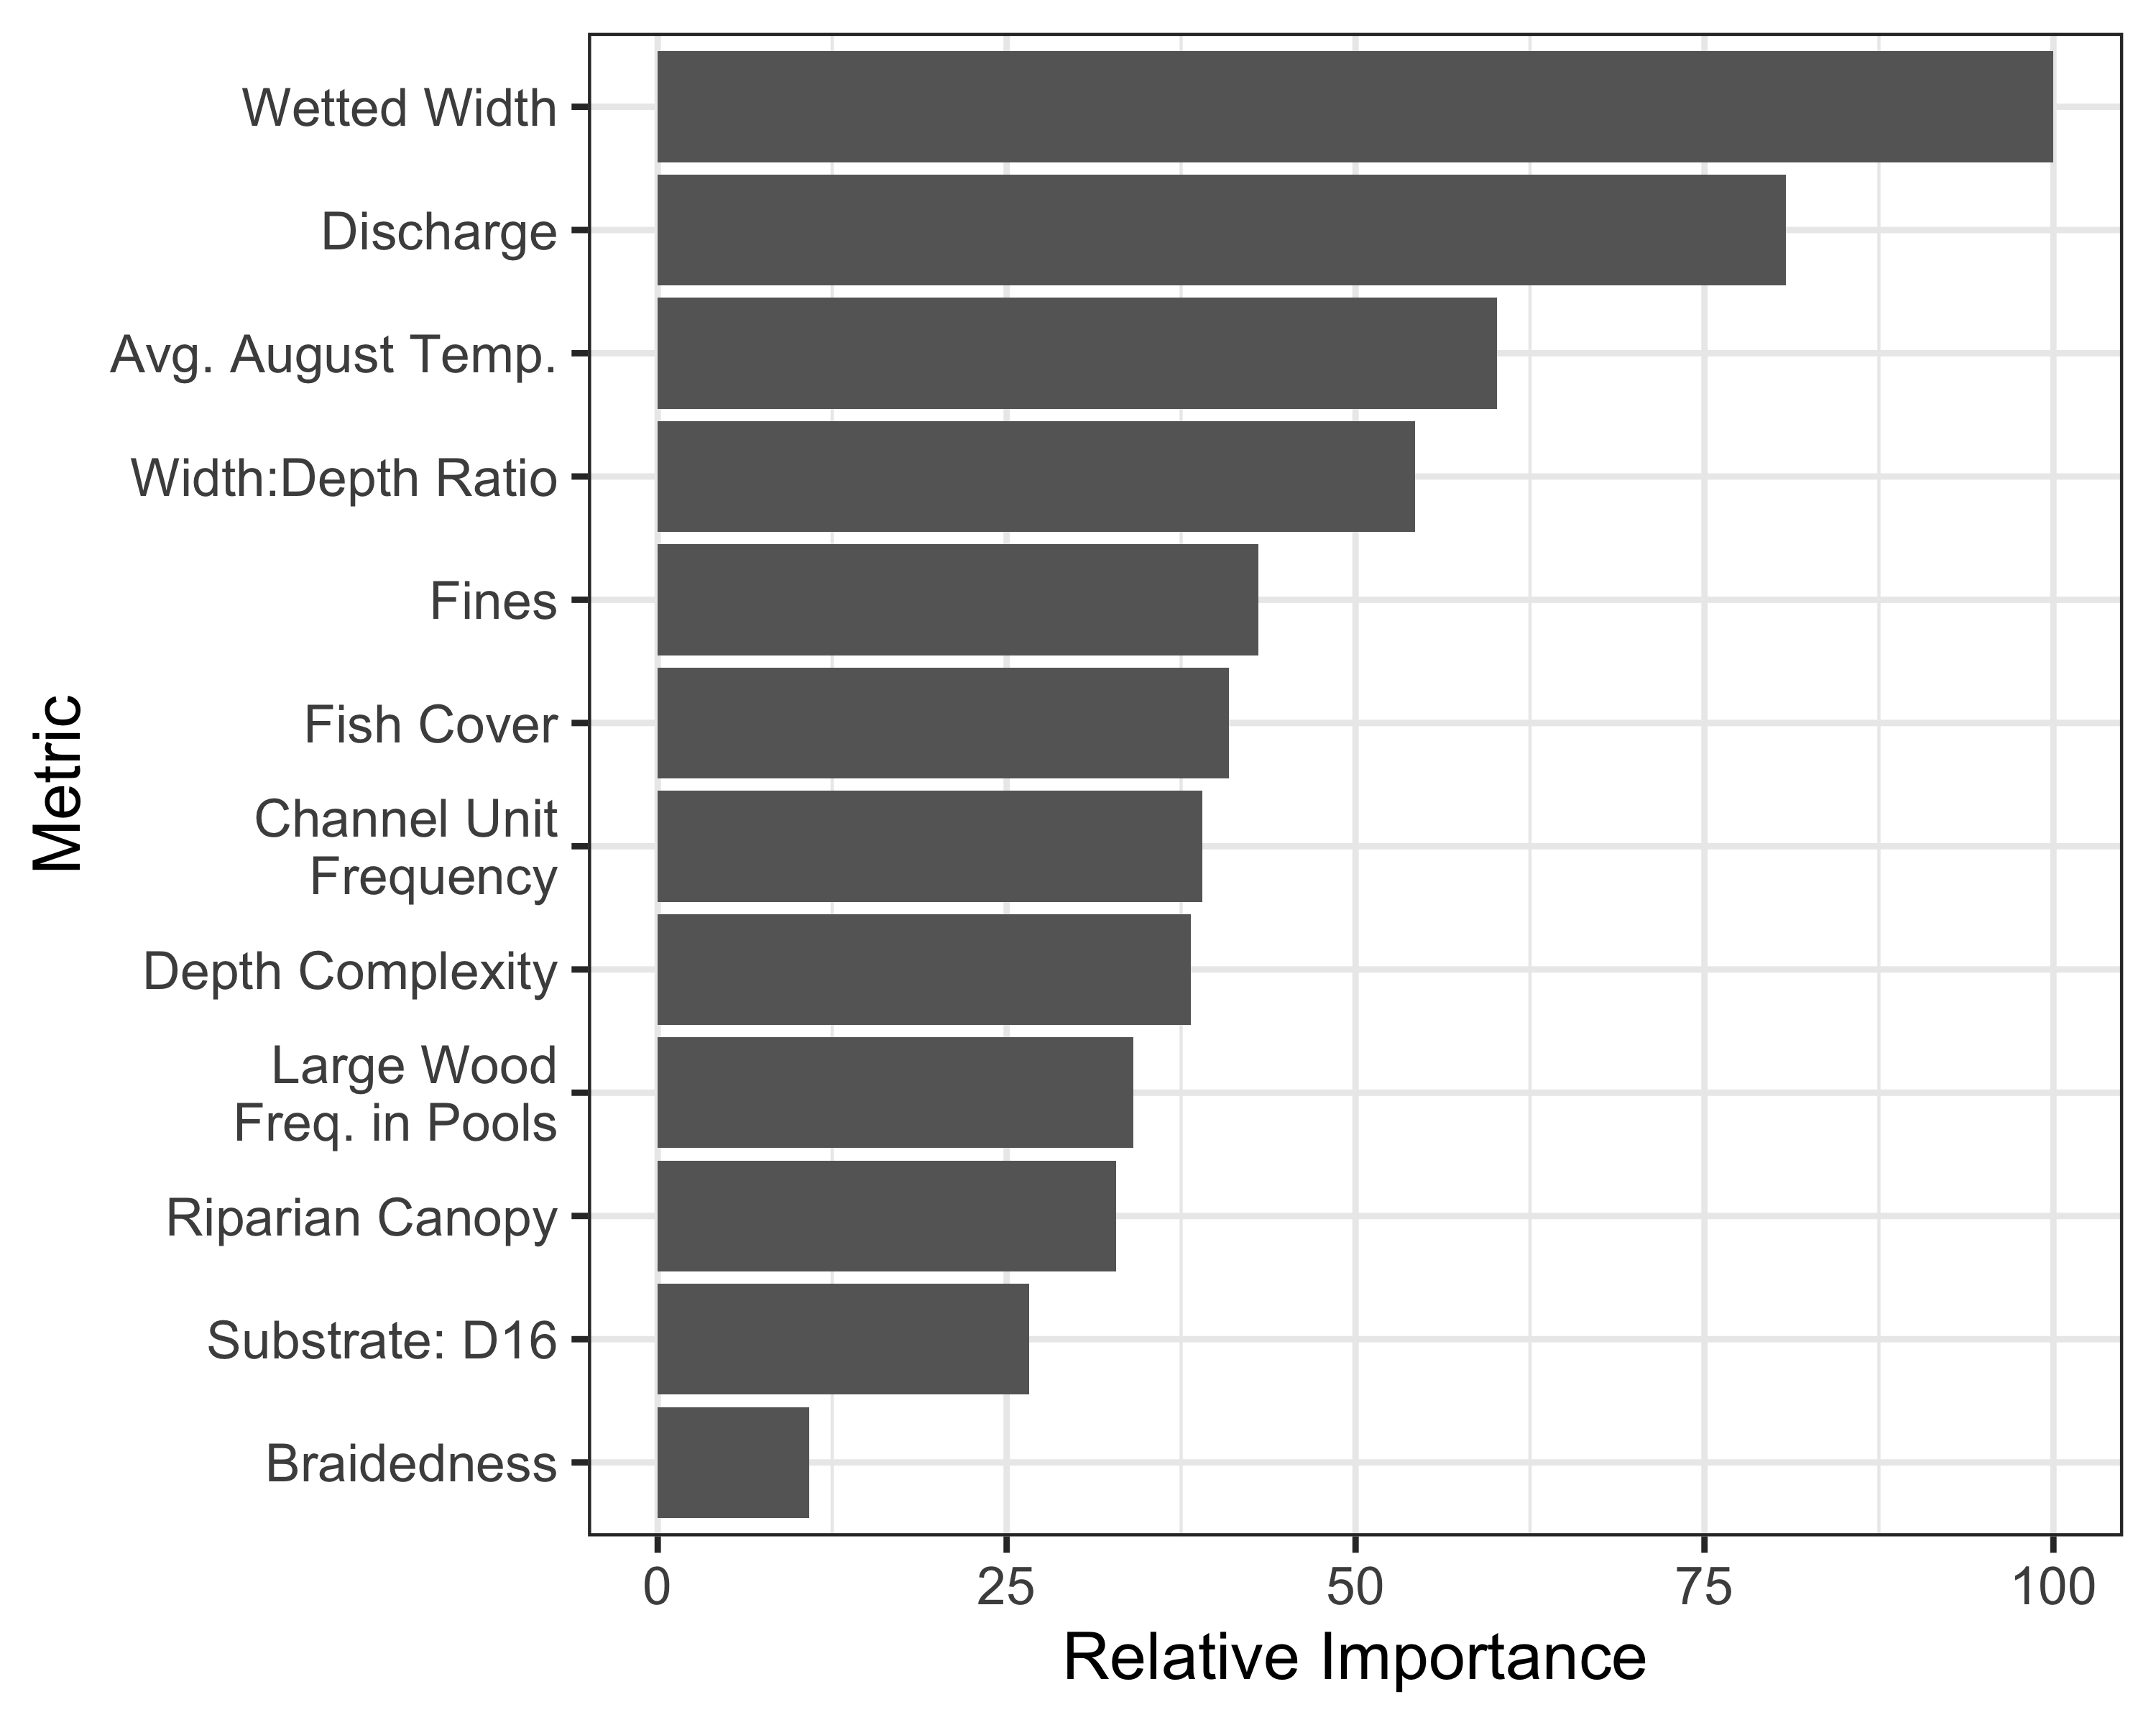 Metric
Wetted Width
Discharge
Avg. August Temp.
Width:Depth Ratio
Fines
Fish Cover
Channel Unit
Frequency
Depth Complexity
Large Wood
Freq. in Pools
Riparian Canopy
Substrate: D16
Braidedness
0 25 50 75 100
Relative Importance